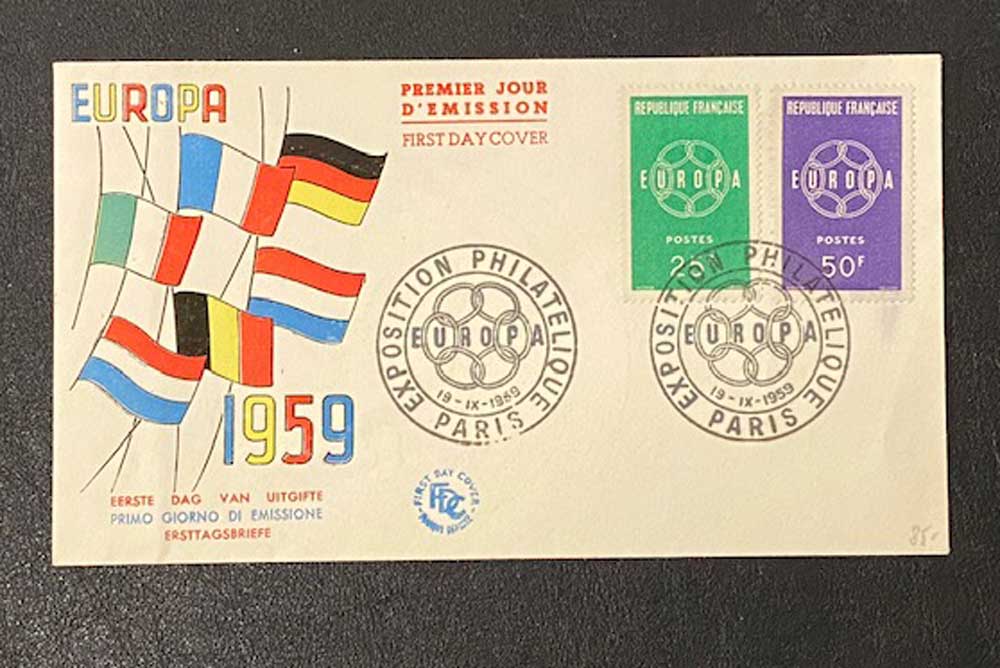 EUROPA
PREMIER JOUR
D'EMISSION
FIRST DAY COVER
REPUBLIQUE FRANÇAISE
EUROPA
POSTES
REPUBLIQUE FRANÇAISE
EUROPA
POSTES
50F
EXPOSITION PHILATELIQUE
EUROPA
19-IX-1959
PARIS
EXPOSITION PHILATELIQUE
EUROPA
19-IX-1959
PARIS
1959
EERSTE DAG VAN UITGIFTE
PRIMO GIORNO DI EMISSIONE
ERSTTAGSBRIEFE
FIRST DAY COVER
FDC
85.-